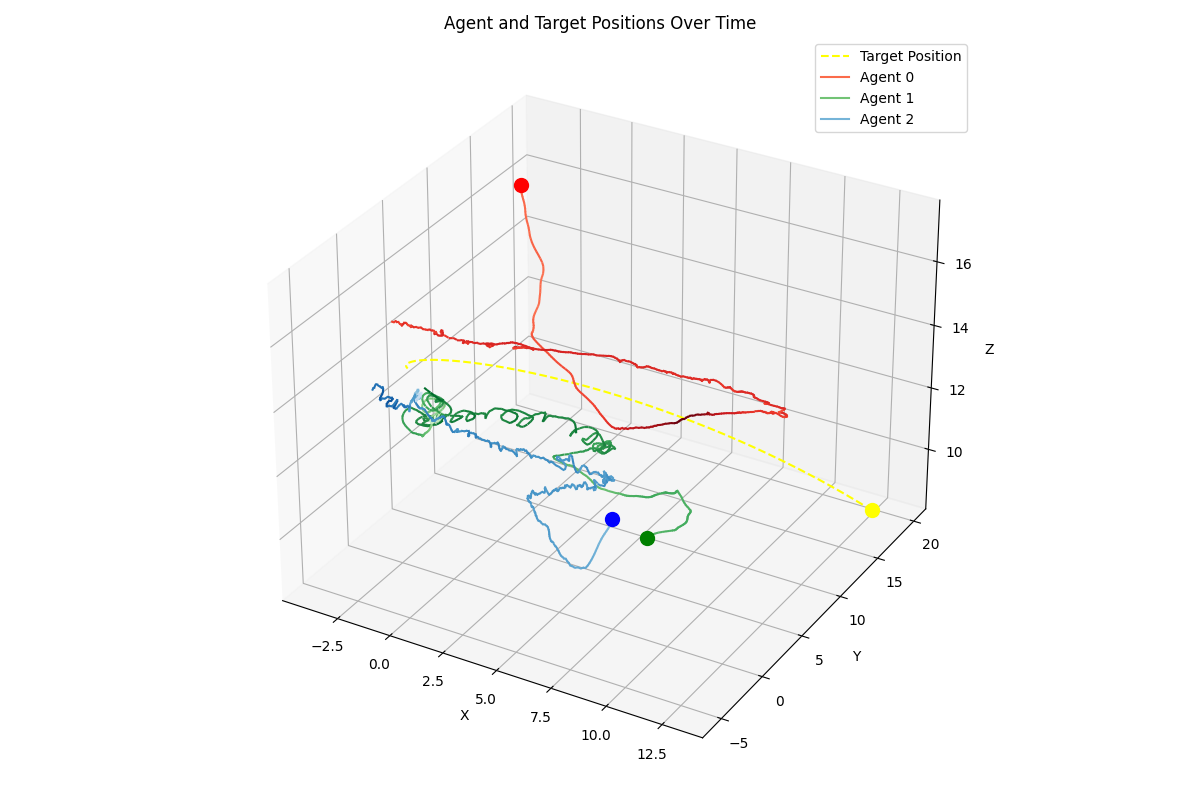 Agent and Target Positions Over Time
Target Position
Agent 0
Agent 1
Agent 2
16
14
12
10
Z
20
15
10
5
0
−5
Y
−2.5
0.0
2.5
5.0
7.5
10.0
12.5
X